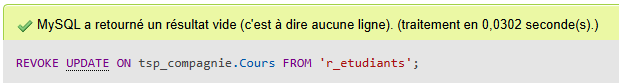 MySQL a retourné un résultat vide (c'est à dire aucune ligne). (traitement en 0,0302 seconde(s).)
REVOKE UPDATE ON tsp_compagnie.Cours FROM 'r_etudiants';